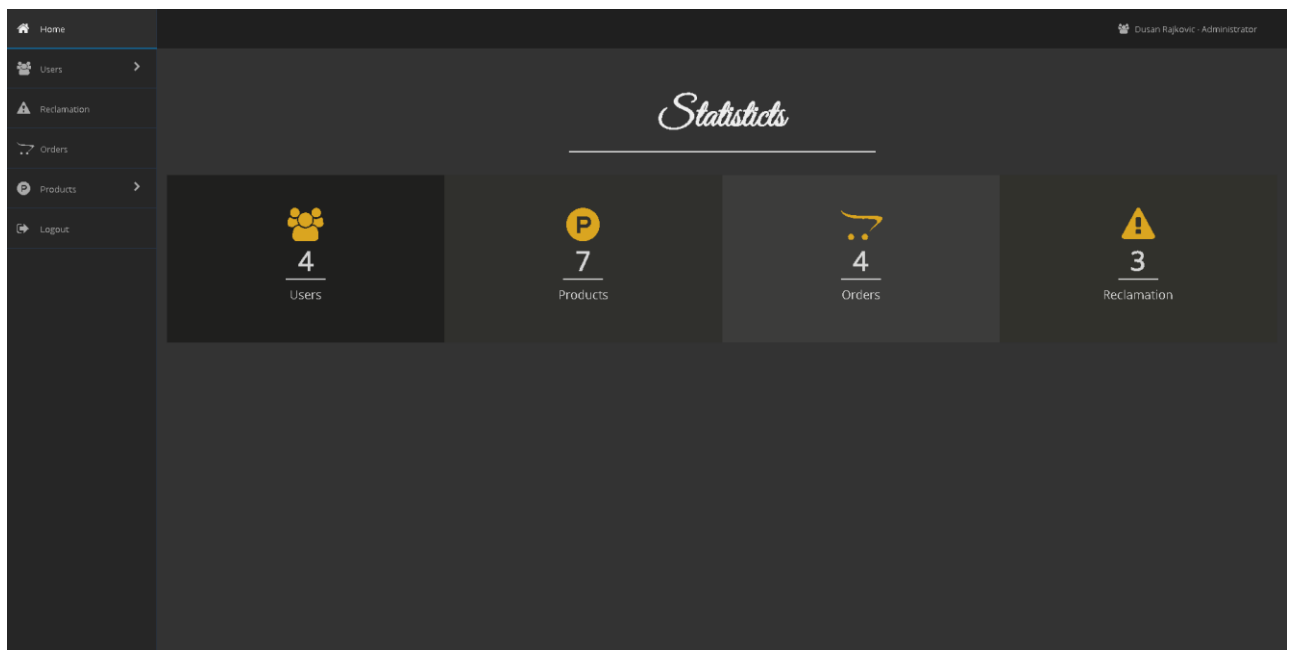 Home
Dusan Rajkovic - Administrator
Users
Reclamation
Orders
Products
Logout
Statisticts
4
Users
P
7
Products
4
Orders
3
Reclamation